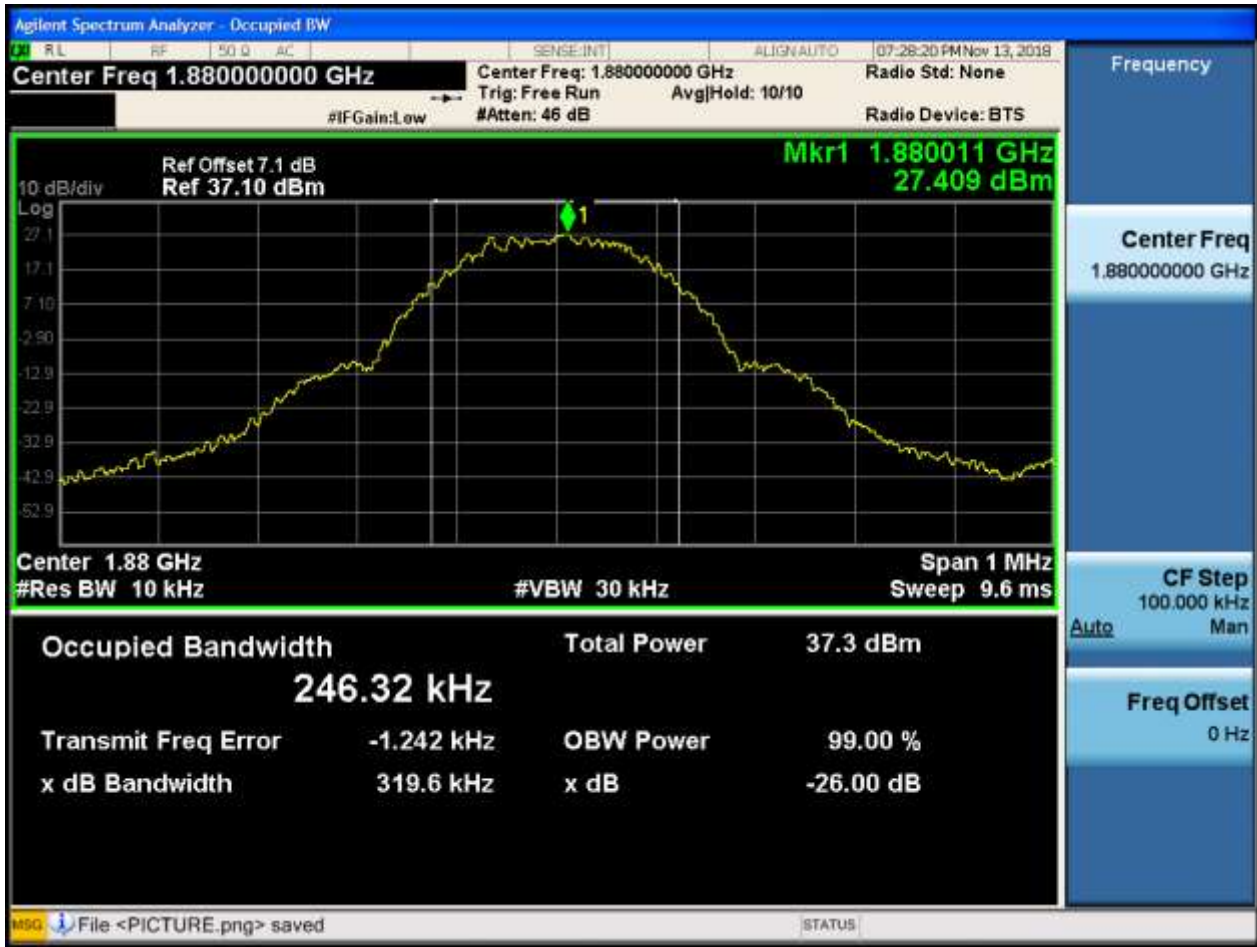 Agilent Spectrum Analyzer - Occupied BW
RL RF 50 Ω AC SENSE:INT ALIGN AUTO 07:28:20 PM Nov 13, 2018
Center Freq 1.880000000 GHz
Center Freq: 1.880000000 GHz
Radio Std: None
Trig: Free Run Avg|Hold: 10/10
#IFGain:Low
#Atten: 46 dB
Radio Device: BTS
Frequency
Mkr1 1.880011 GHz
27.409 dBm
Ref Offset 7.1 dB
10 dB/div Ref 37.10 dBm
Log
1
27.1
17.1
7.10
-2.90
-12.9
-22.9
-32.9
-42.9
-52.9
Center 1.88 GHz Span 1 MHz
#Res BW 10 kHz #VBW 30 kHz Sweep 9.6 ms
Center Freq
1.880000000 GHz
CF Step
100.000 kHz
Auto Man
Freq Offset
0 Hz
Occupied Bandwidth Total Power 37.3 dBm
246.32 kHz
Transmit Freq Error -1.242 kHz OBW Power 99.00 %
x dB Bandwidth 319.6 kHz x dB -26.00 dB
MSG File <PICTURE.png> saved STATUS